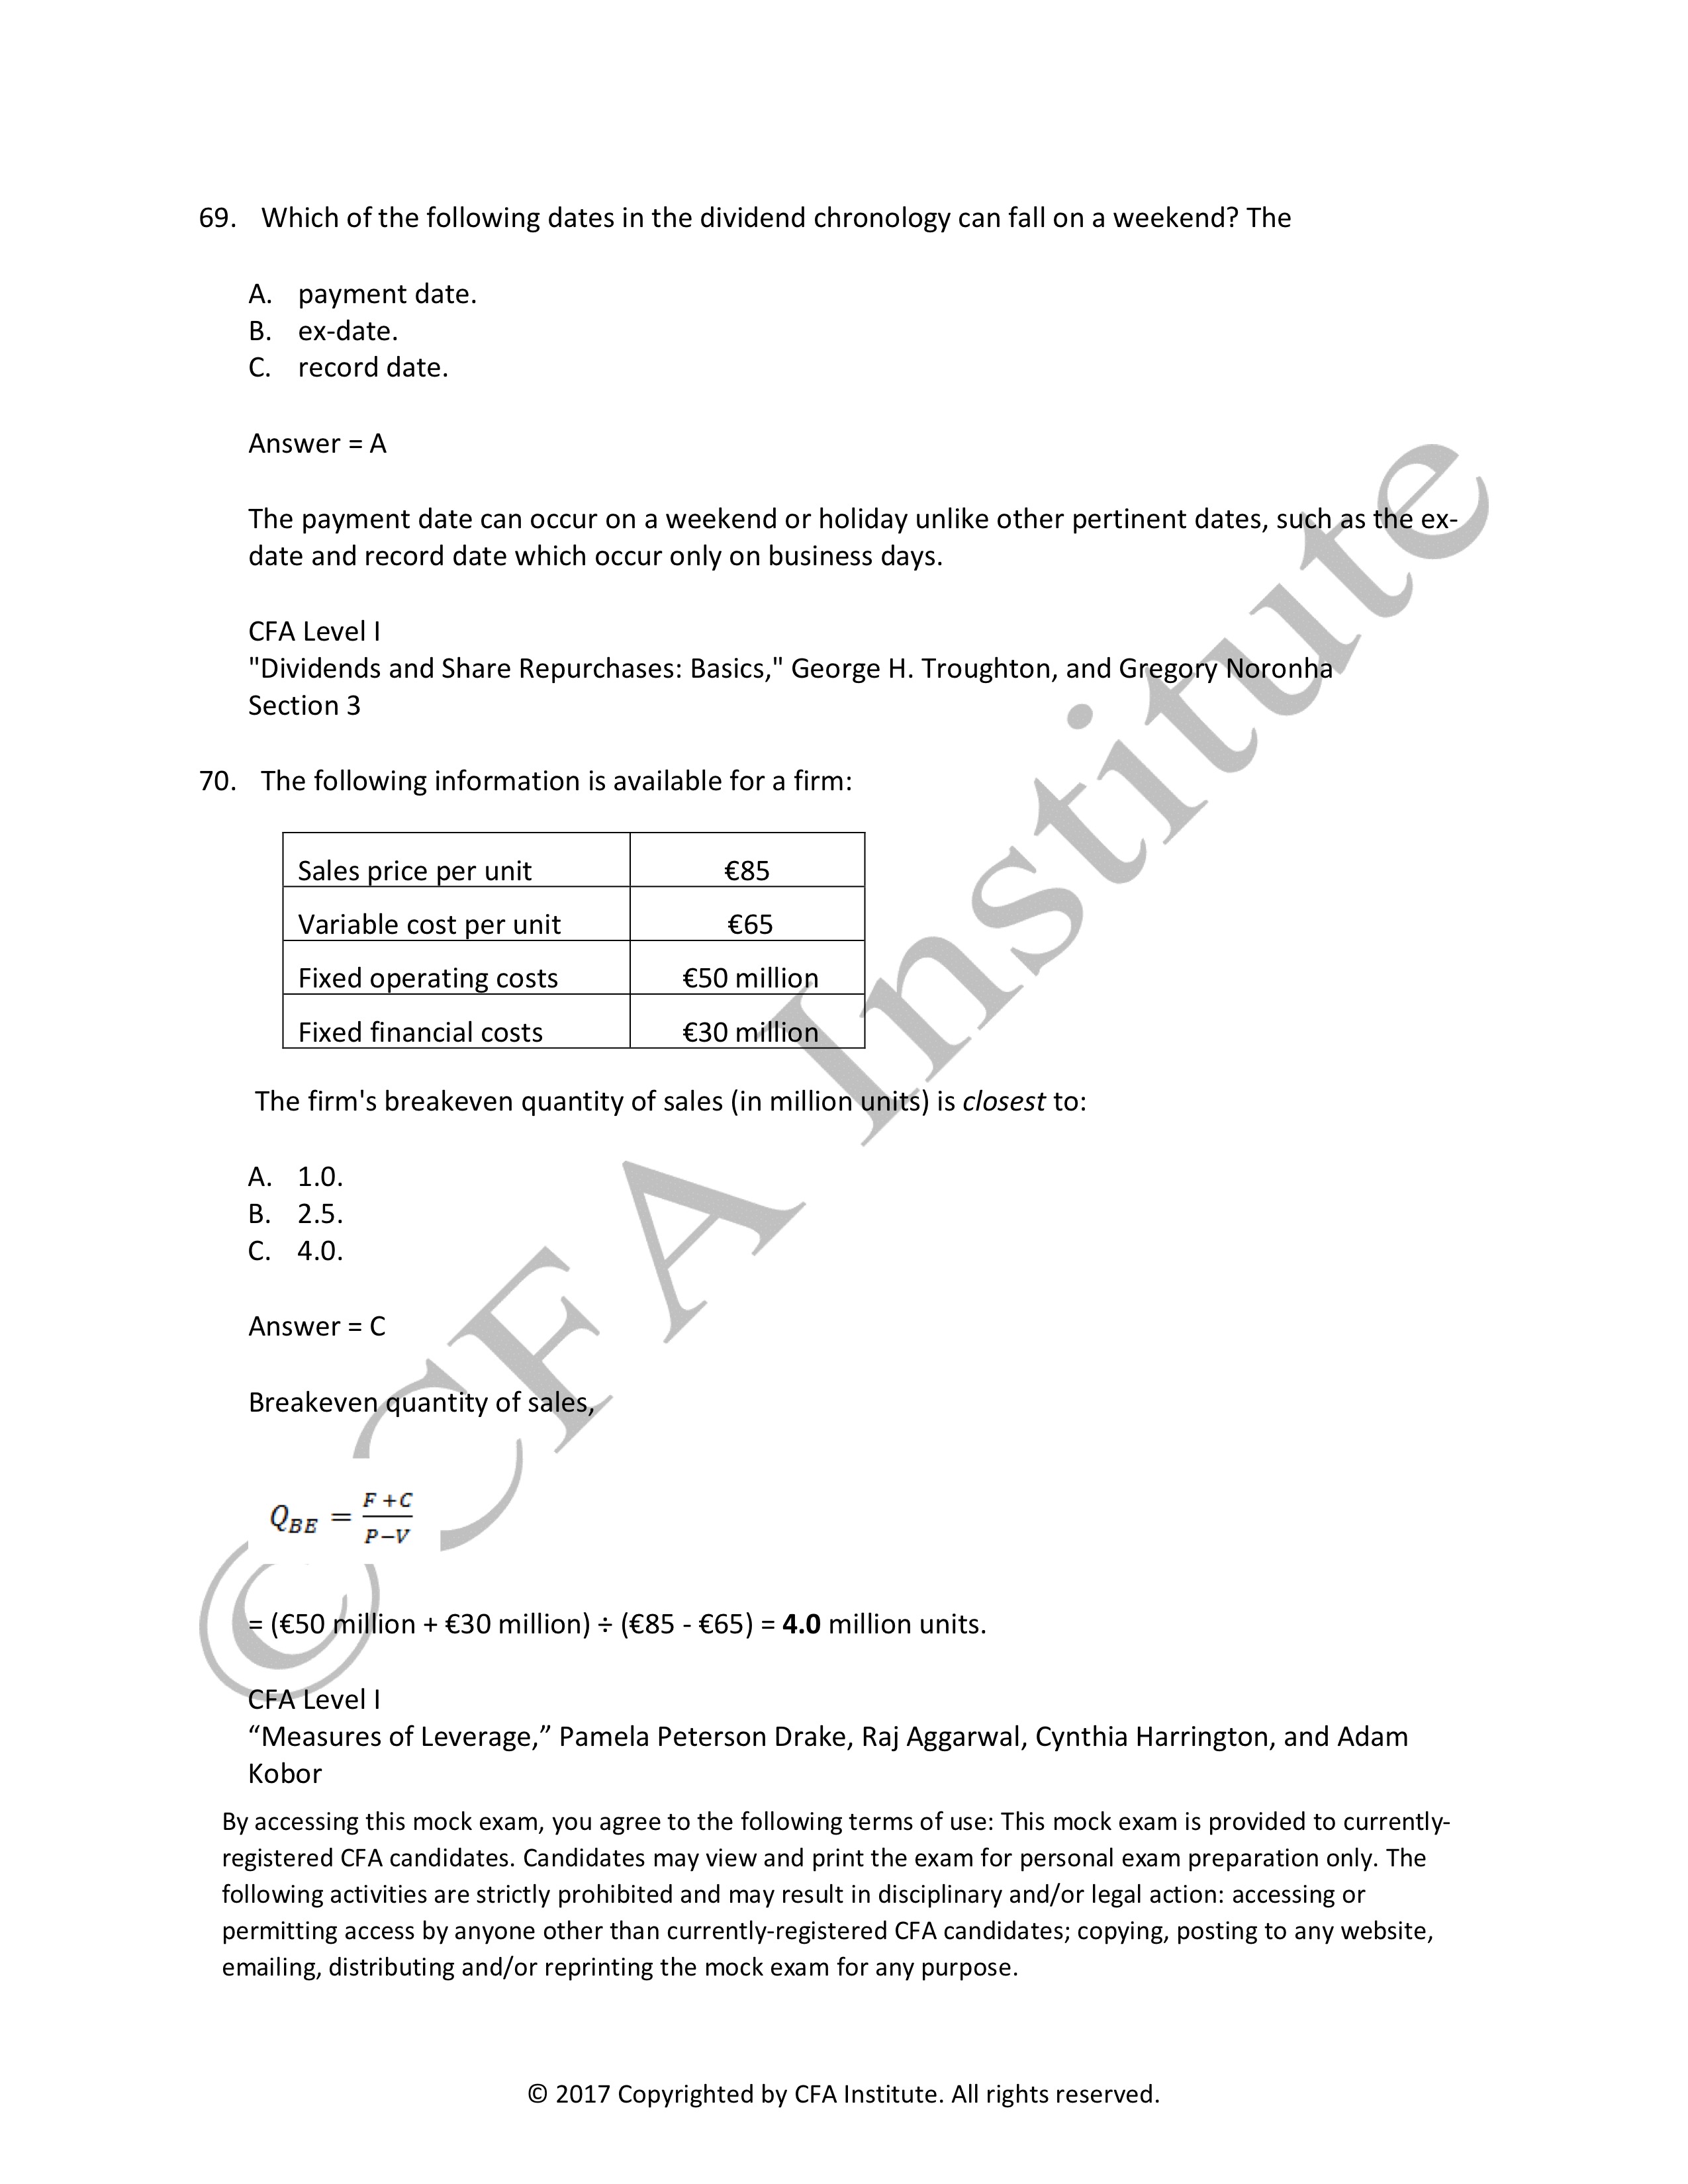 69. Which of the following dates in the dividend chronology can fall on a weekend? The
A. payment date.
B. ex-date.
C. record date.
Answer = A
The payment date can occur on a weekend or holiday unlike other pertinent dates, such as the ex-
date and record date which occur only on business days.
CFA Level I
"Dividends and Share Repurchases: Basics," George H. Troughton, and Gregory Noronha
Section 3
70. The following information is available for a firm:
Sales price per unit €85
Variable cost per unit €65
Fixed operating costs €50 million
Fixed financial costs €30 million
The firm's breakeven quantity of sales (in million units) is closest to:
A. 1.0.
B. 2.5.
C. 4.0.
Answer = C
Breakeven quantity of sales,
Q_BE = (F + C) / (P − V)
= (€50 million + €30 million) ÷ (€85 - €65) = 4.0 million units.
CFA Level I
“Measures of Leverage,” Pamela Peterson Drake, Raj Aggarwal, Cynthia Harrington, and Adam
Kobor
By accessing this mock exam, you agree to the following terms of use: This mock exam is provided to currently-
registered CFA candidates. Candidates may view and print the exam for personal exam preparation only. The
following activities are strictly prohibited and may result in disciplinary and/or legal action: accessing or
permitting access by anyone other than currently-registered CFA candidates; copying, posting to any website,
emailing, distributing and/or reprinting the mock exam for any purpose.
© 2017 Copyrighted by CFA Institute. All rights reserved.
© CFA Institute